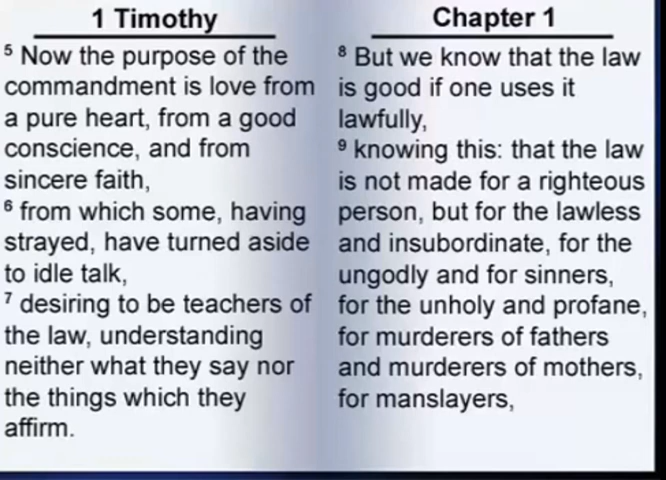 1 Timothy
5 Now the purpose of the
commandment is love from
a pure heart, from a good
conscience, and from
sincere faith,
6 from which some, having
strayed, have turned aside
to idle talk,
7 desiring to be teachers of
the law, understanding
neither what they say nor
the things which they
affirm.
Chapter 1
8 But we know that the law
is good if one uses it
lawfully,
9 knowing this: that the law
is not made for a righteous
person, but for the lawless
and insubordinate, for the
ungodly and for sinners,
for the unholy and profane,
for murderers of fathers
and murderers of mothers,
for manslayers,